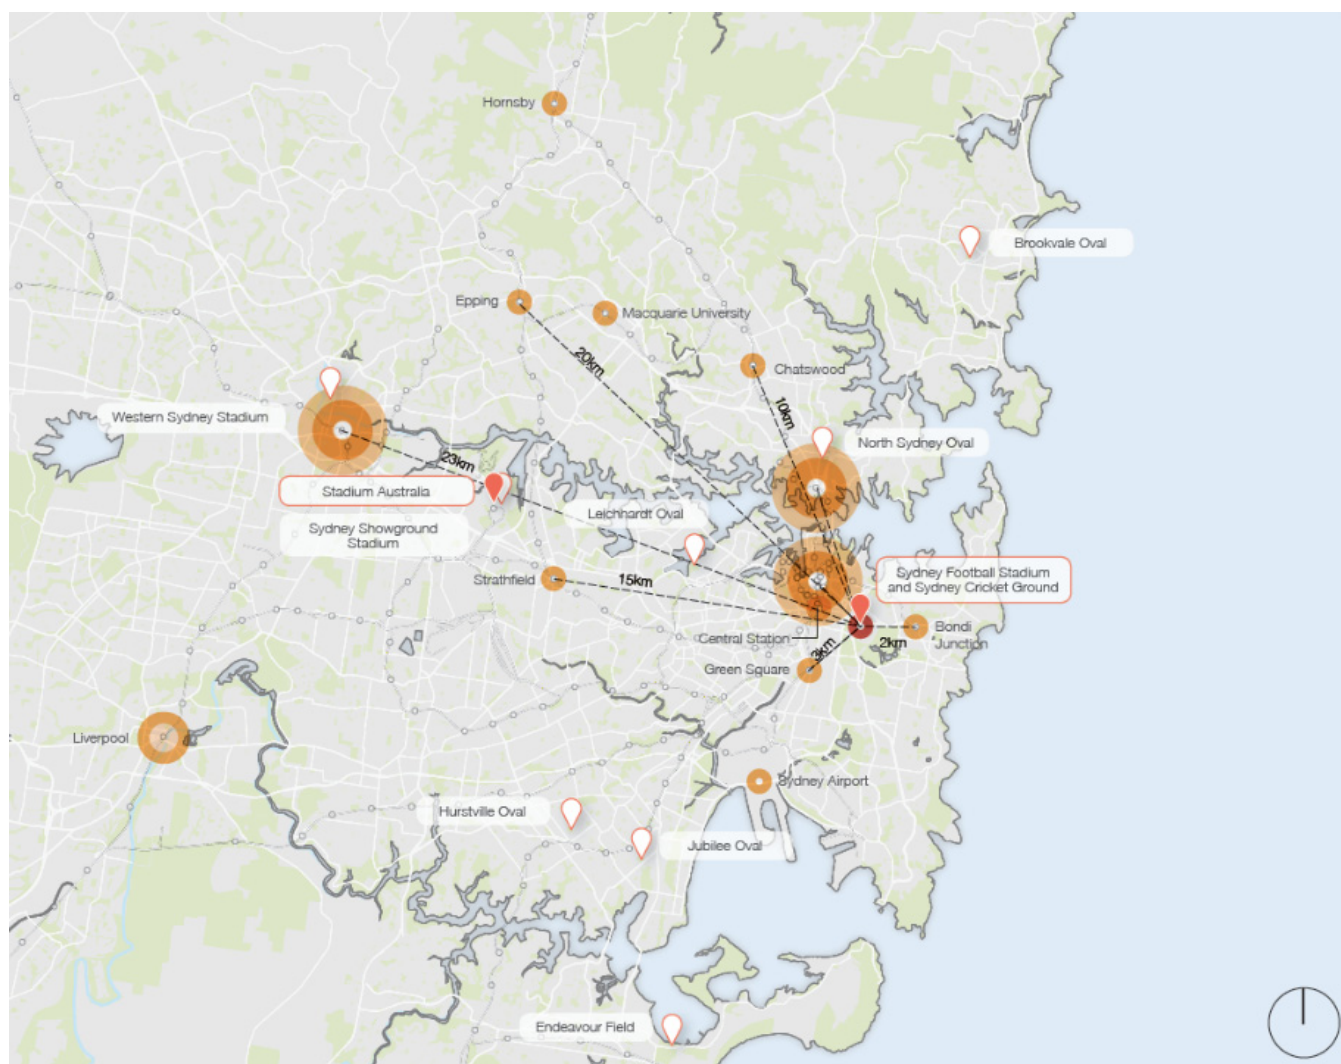 Hornsby
Brookvale Oval
Epping
Macquarie University
20km
Chatswood
10km
Western Sydney Stadium
North Sydney Oval
23km
Stadium Australia
Leichhardt Oval
Sydney Showground
Stadium
Strathfield
15km
Sydney Football Stadium
and Sydney Cricket Ground
Central Station
Bondi
Junction
2km
3km
Green Square
Liverpool
Sydney Airport
Hurstville Oval
Jubilee Oval
Endeavour Field